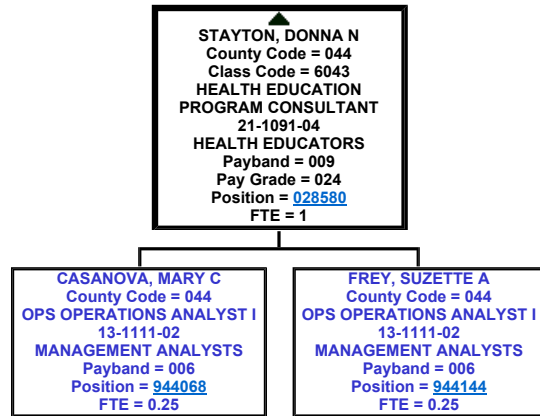 STAYTON, DONNA N
County Code = 044
Class Code = 6043
HEALTH EDUCATION
PROGRAM CONSULTANT
21-1091-04
HEALTH EDUCATORS
Payband = 009
Pay Grade = 024
Position = 028580
FTE = 1
CASANOVA, MARY C
County Code = 044
OPS OPERATIONS ANALYST I
13-1111-02
MANAGEMENT ANALYSTS
Payband = 006
Position = 944068
FTE = 0.25
FREY, SUZETTE A
County Code = 044
OPS OPERATIONS ANALYST I
13-1111-02
MANAGEMENT ANALYSTS
Payband = 006
Position = 944144
FTE = 0.25